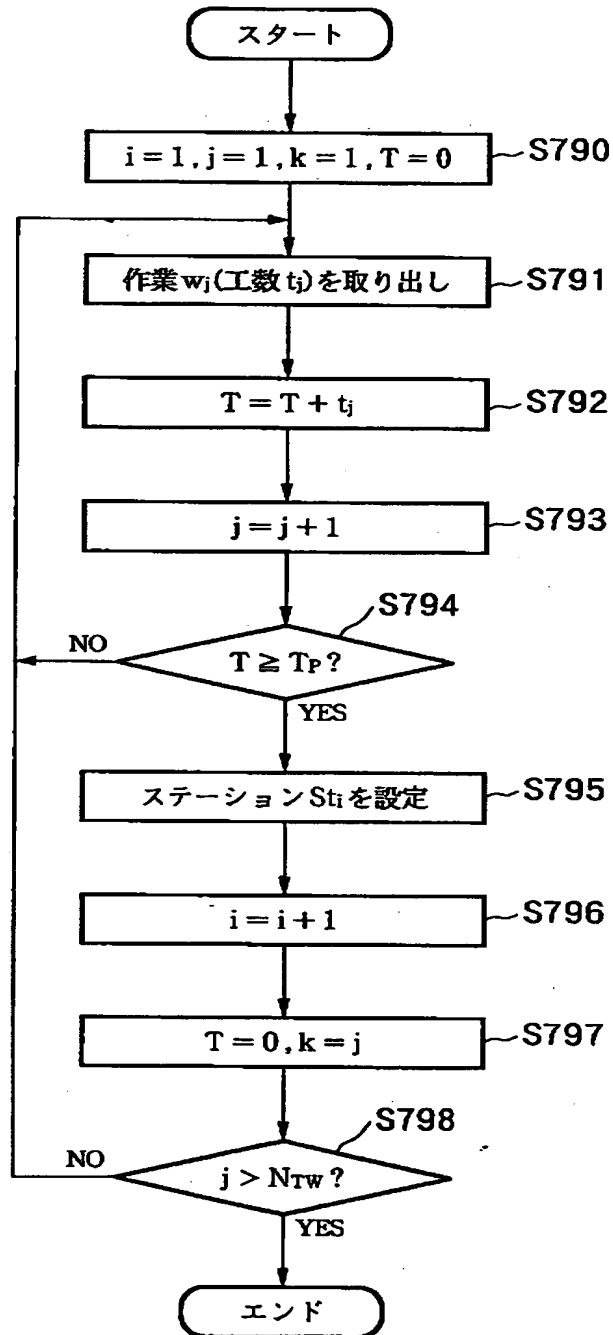 スタート
i=1, j=1, k=1, T=0
S790
作業wj(工数tj)を取り出し
S791
T=T+tj
S792
j=j+1
S793
S794
NO
T≧TP?
YES
ステーションStiを設定
S795
i=i+1
S796
T=0, k=j
S797
S798
NO
j>NTW?
YES
エンド